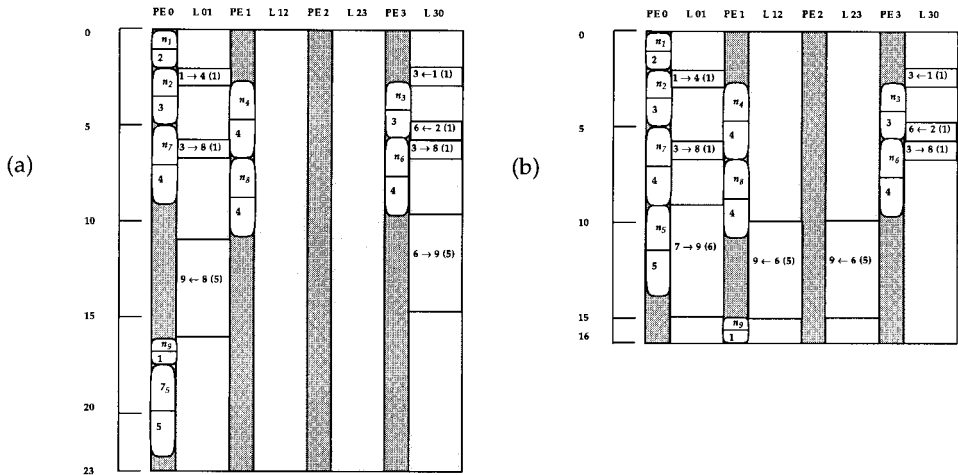 PE 0 L 01 PE 1 L 12 PE 2 L 23 PE 3 L 30
0
n1
2
n2
1 → 4 (1)
3 ← 1 (1)
3
n4
n3
4
3
5
n7
3 → 8 (1)
6 ← 2 (1)
3 → 8 (1)
n6
4
n8
4
4
10
9 ← 8 (5)
6 → 9 (5)
15
n9
1
75
20
5
23
(a)
PE 0 L 01 PE 1 L 12 PE 2 L 23 PE 3 L 30
0
n1
2
n2
1 → 4 (1)
3 ← 1 (1)
3
n4
n3
4
3
5
n7
3 → 8 (1)
6 ← 2 (1)
3 → 8 (1)
n6
4
n8
4
4
10
n5
7 → 9 (6)
9 ← 6 (5)
9 ← 6 (5)
5
15
n9
16
1
(b)